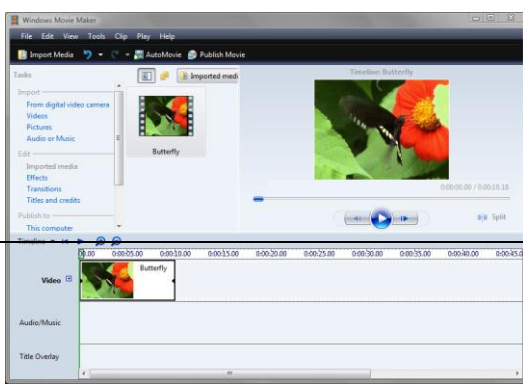 Windows Movie Maker
File Edit View Tools Clip Play Help
Import Media AutoMovie Publish Movie
Tasks
Imported medi
Timeline: Butterfly
Import
From digital video camera
Videos
Pictures
Audio or Music
Butterfly
Edit
Imported media
Effects
Transitions
Titles and credits
0:00:00.00 / 0:00:10.18
Publish to
This computer
Split
Timeline
00.00 0:00:05.00 0:00:10.00 0:00:15.00 0:00:20.00 0:00:25.00 0:00:30.00 0:00:35.00 0:00:40.00 0:00:45.0
Video
Butterfly
Audio/Music
Title Overlay